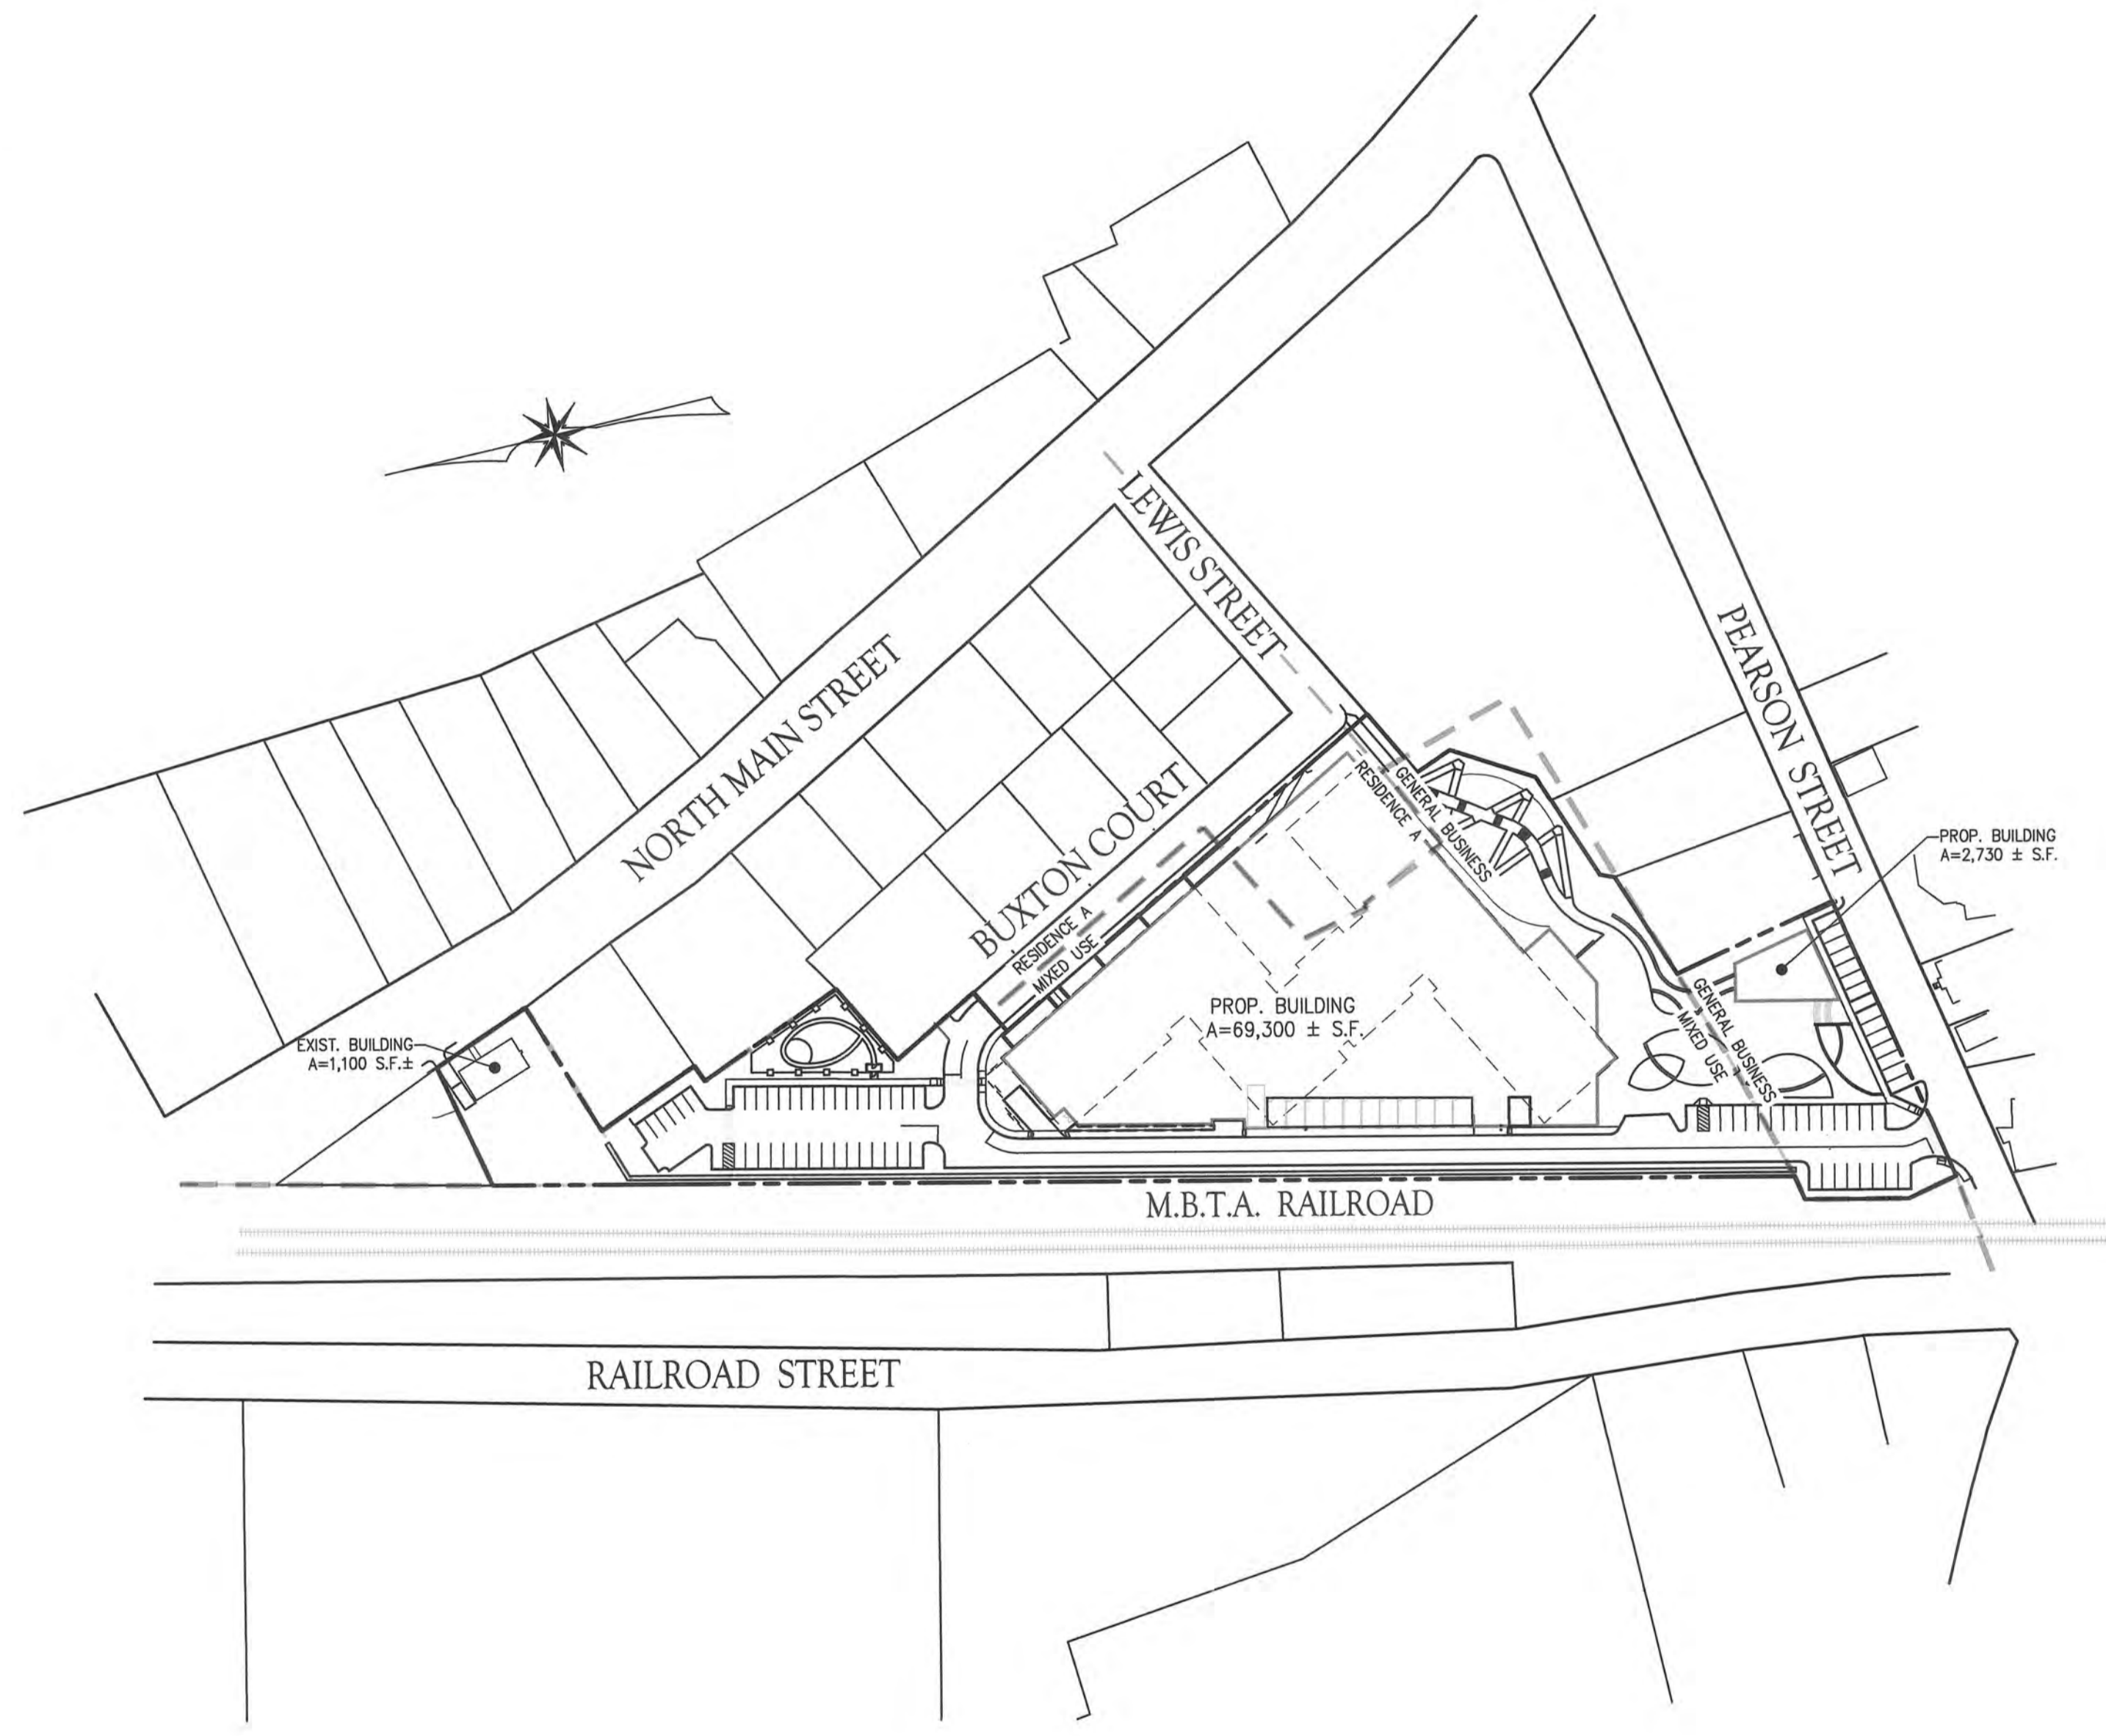 LEWIS STREET
PEARSON STREET
NORTH MAIN STREET
BUXTON COURT
GENERAL BUSINESS
RESIDENCE A
PROP. BUILDING
A=2,730 ± S.F.
RESIDENCE A
MIXED USE
PROP. BUILDING
A=69,300 ± S.F.
GENERAL BUSINESS
MIXED USE
EXIST. BUILDING
A=1,100 S.F.±
M.B.T.A. RAILROAD
RAILROAD STREET